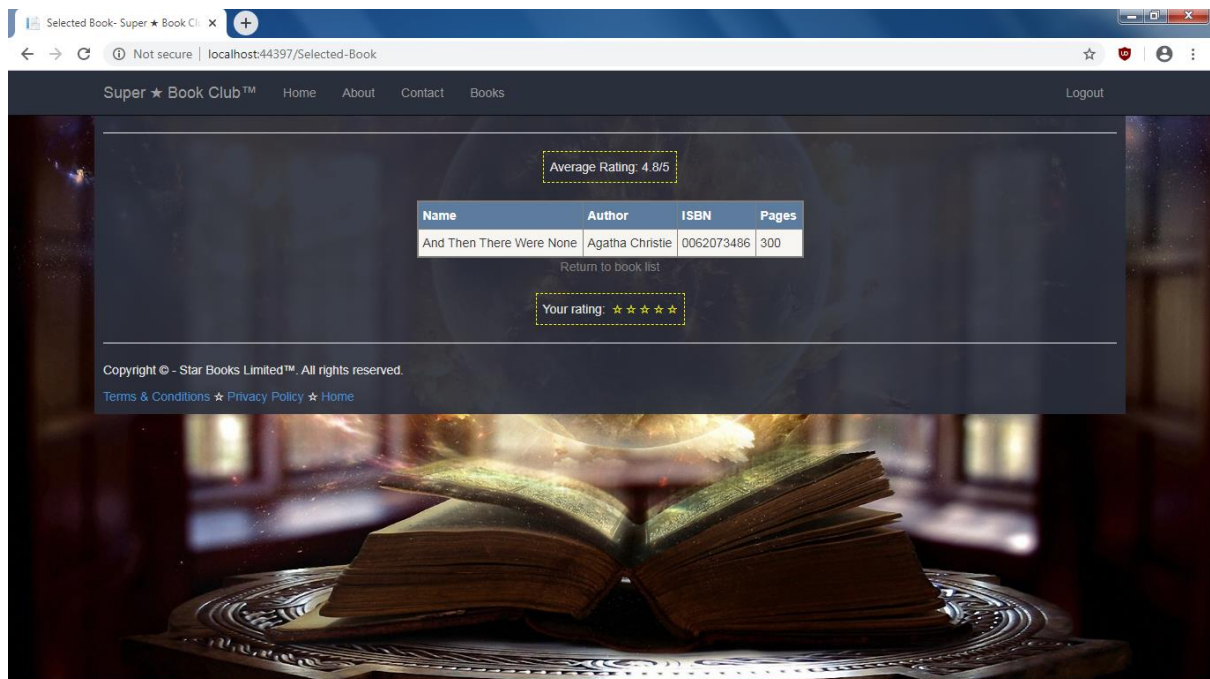 Selected Book- Super ★ Book Cl
Not secure | localhost:44397/Selected-Book
Super ★ Book Club™ Home About Contact Books Logout
Average Rating: 4.8/5
Name Author ISBN Pages
And Then There Were None Agatha Christie 0062073486 300
Return to book list
Your rating: ☆ ☆ ☆ ☆ ☆
Copyright © - Star Books Limited™. All rights reserved.
Terms & Conditions ☆ Privacy Policy ☆ Home